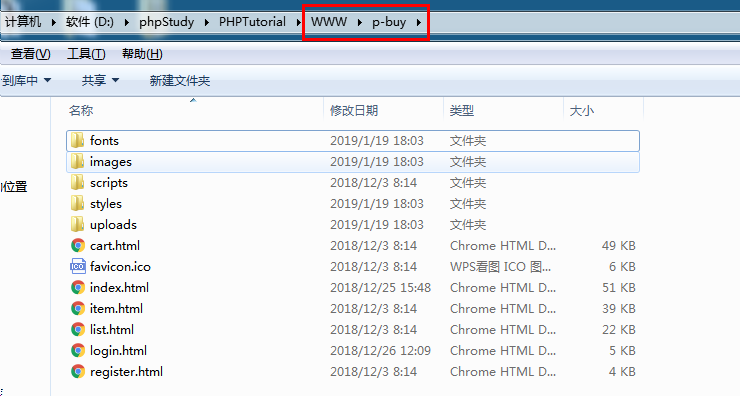 计算机 软件 (D:) phpStudy PHPTutorial WWW p-buy
查看(V) 工具(T) 帮助(H)
到库中 共享 新建文件夹
名称 修改日期 类型 大小
fonts 2019/1/19 18:03 文件夹
images 2019/1/19 18:03 文件夹
的位置
scripts 2018/12/3 8:14 文件夹
styles 2019/1/19 18:03 文件夹
uploads 2019/1/19 18:03 文件夹
cart.html 2018/12/3 8:14 Chrome HTML D... 49 KB
favicon.ico 2018/12/3 8:14 WPS看图 ICO 图... 6 KB
index.html 2018/12/25 15:48 Chrome HTML D... 51 KB
item.html 2018/12/3 8:14 Chrome HTML D... 39 KB
list.html 2018/12/3 8:14 Chrome HTML D... 22 KB
login.html 2018/12/26 12:09 Chrome HTML D... 5 KB
register.html 2018/12/3 8:14 Chrome HTML D... 4 KB